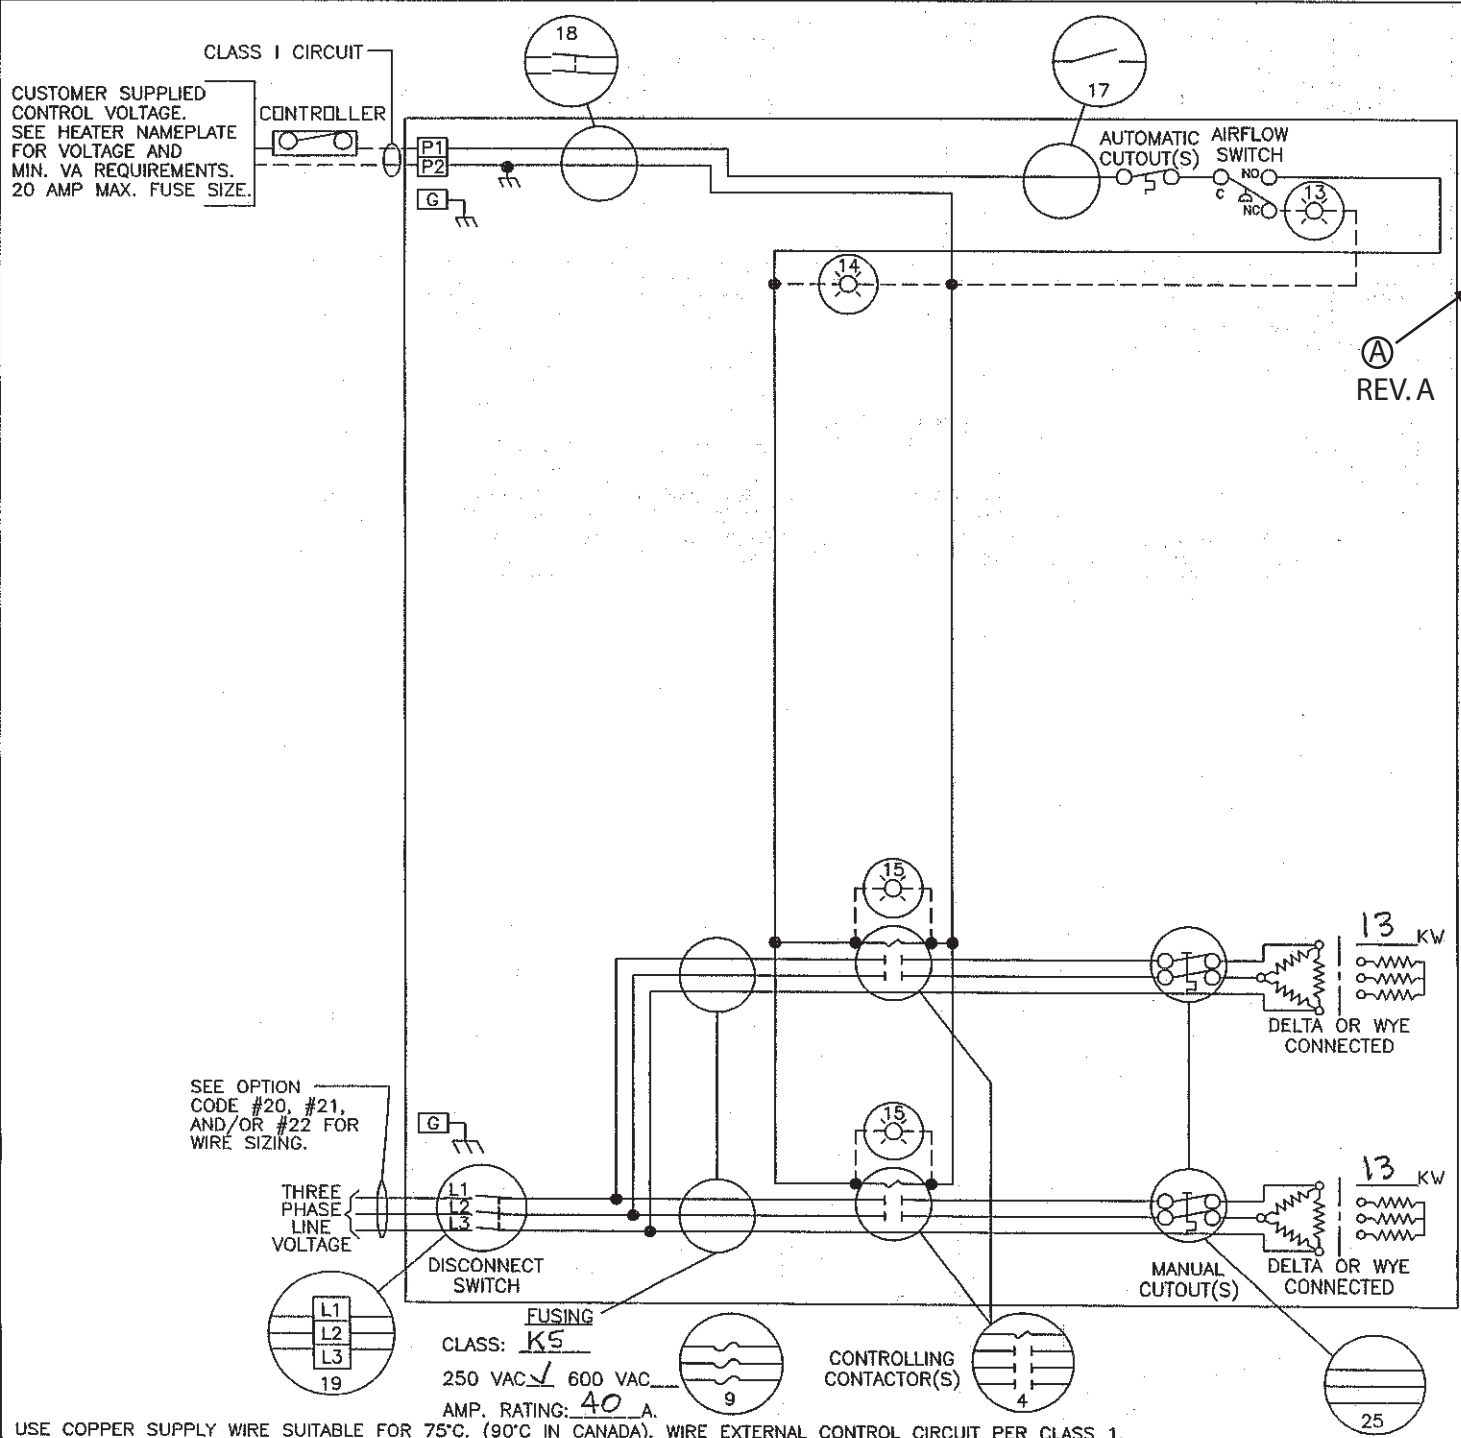 18
17
CLASS I CIRCUIT
CUSTOMER SUPPLIED
CONTROL VOLTAGE.
SEE HEATER NAMEPLATE
FOR VOLTAGE AND
MIN. VA REQUIREMENTS.
20 AMP MAX. FUSE SIZE.
CONTROLLER
P1
P2
G
AUTOMATIC
CUTOUT(S)
AIRFLOW
SWITCH
NO
C
NC
13
14
A
REV. A
15
13 KW
DELTA OR WYE
CONNECTED
SEE OPTION
CODE #20, #21,
AND/OR #22 FOR
WIRE SIZING.
G
15
THREE
PHASE
LINE
VOLTAGE
L1
L2
L3
DISCONNECT
SWITCH
13 KW
DELTA OR WYE
CONNECTED
MANUAL
CUTOUT(S)
L1
L2
L3
19
FUSING
CLASS: K5
250 VAC ✓ 600 VAC
AMP. RATING: 40 A.
9
CONTROLLING
CONTACTOR(S)
4
25
USE COPPER SUPPLY WIRE SUITABLE FOR 75°C. (90°C IN CANADA). WIRE EXTERNAL CONTROL CIRCUIT PER CLASS 1.